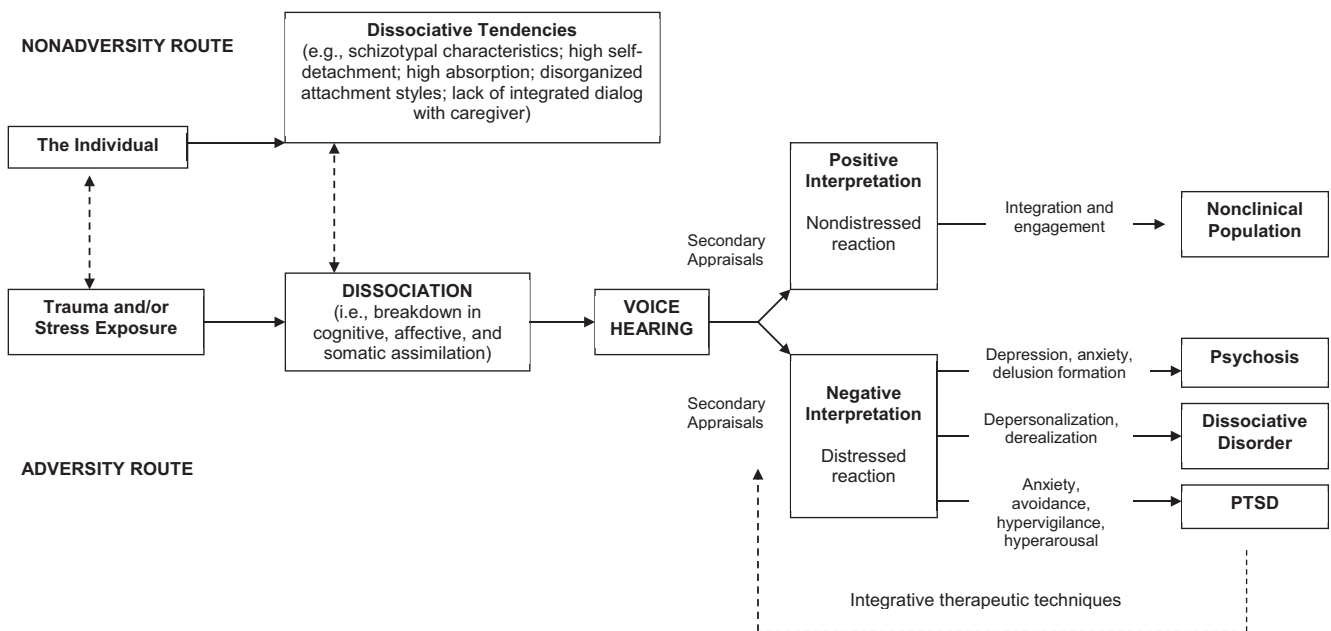 NONADVERSITY ROUTE
Dissociative Tendencies
(e.g., schizotypal characteristics; high self-
detachment; high absorption; disorganized
attachment styles; lack of integrated dialog
with caregiver)
The Individual
Trauma and/or
Stress Exposure
DISSOCIATION
(i.e., breakdown in
cognitive, affective, and
somatic assimilation)
VOICE
HEARING
Secondary
Appraisals
Positive
Interpretation
Nondistressed
reaction
Integration and
engagement
Nonclinical
Population
Secondary
Appraisals
Negative
Interpretation
Distressed
reaction
Depression, anxiety,
delusion formation
Psychosis
Depersonalization,
derealization
Dissociative
Disorder
Anxiety,
avoidance,
hypervigilance,
hyperarousal
PTSD
ADVERSITY ROUTE
Integrative therapeutic techniques